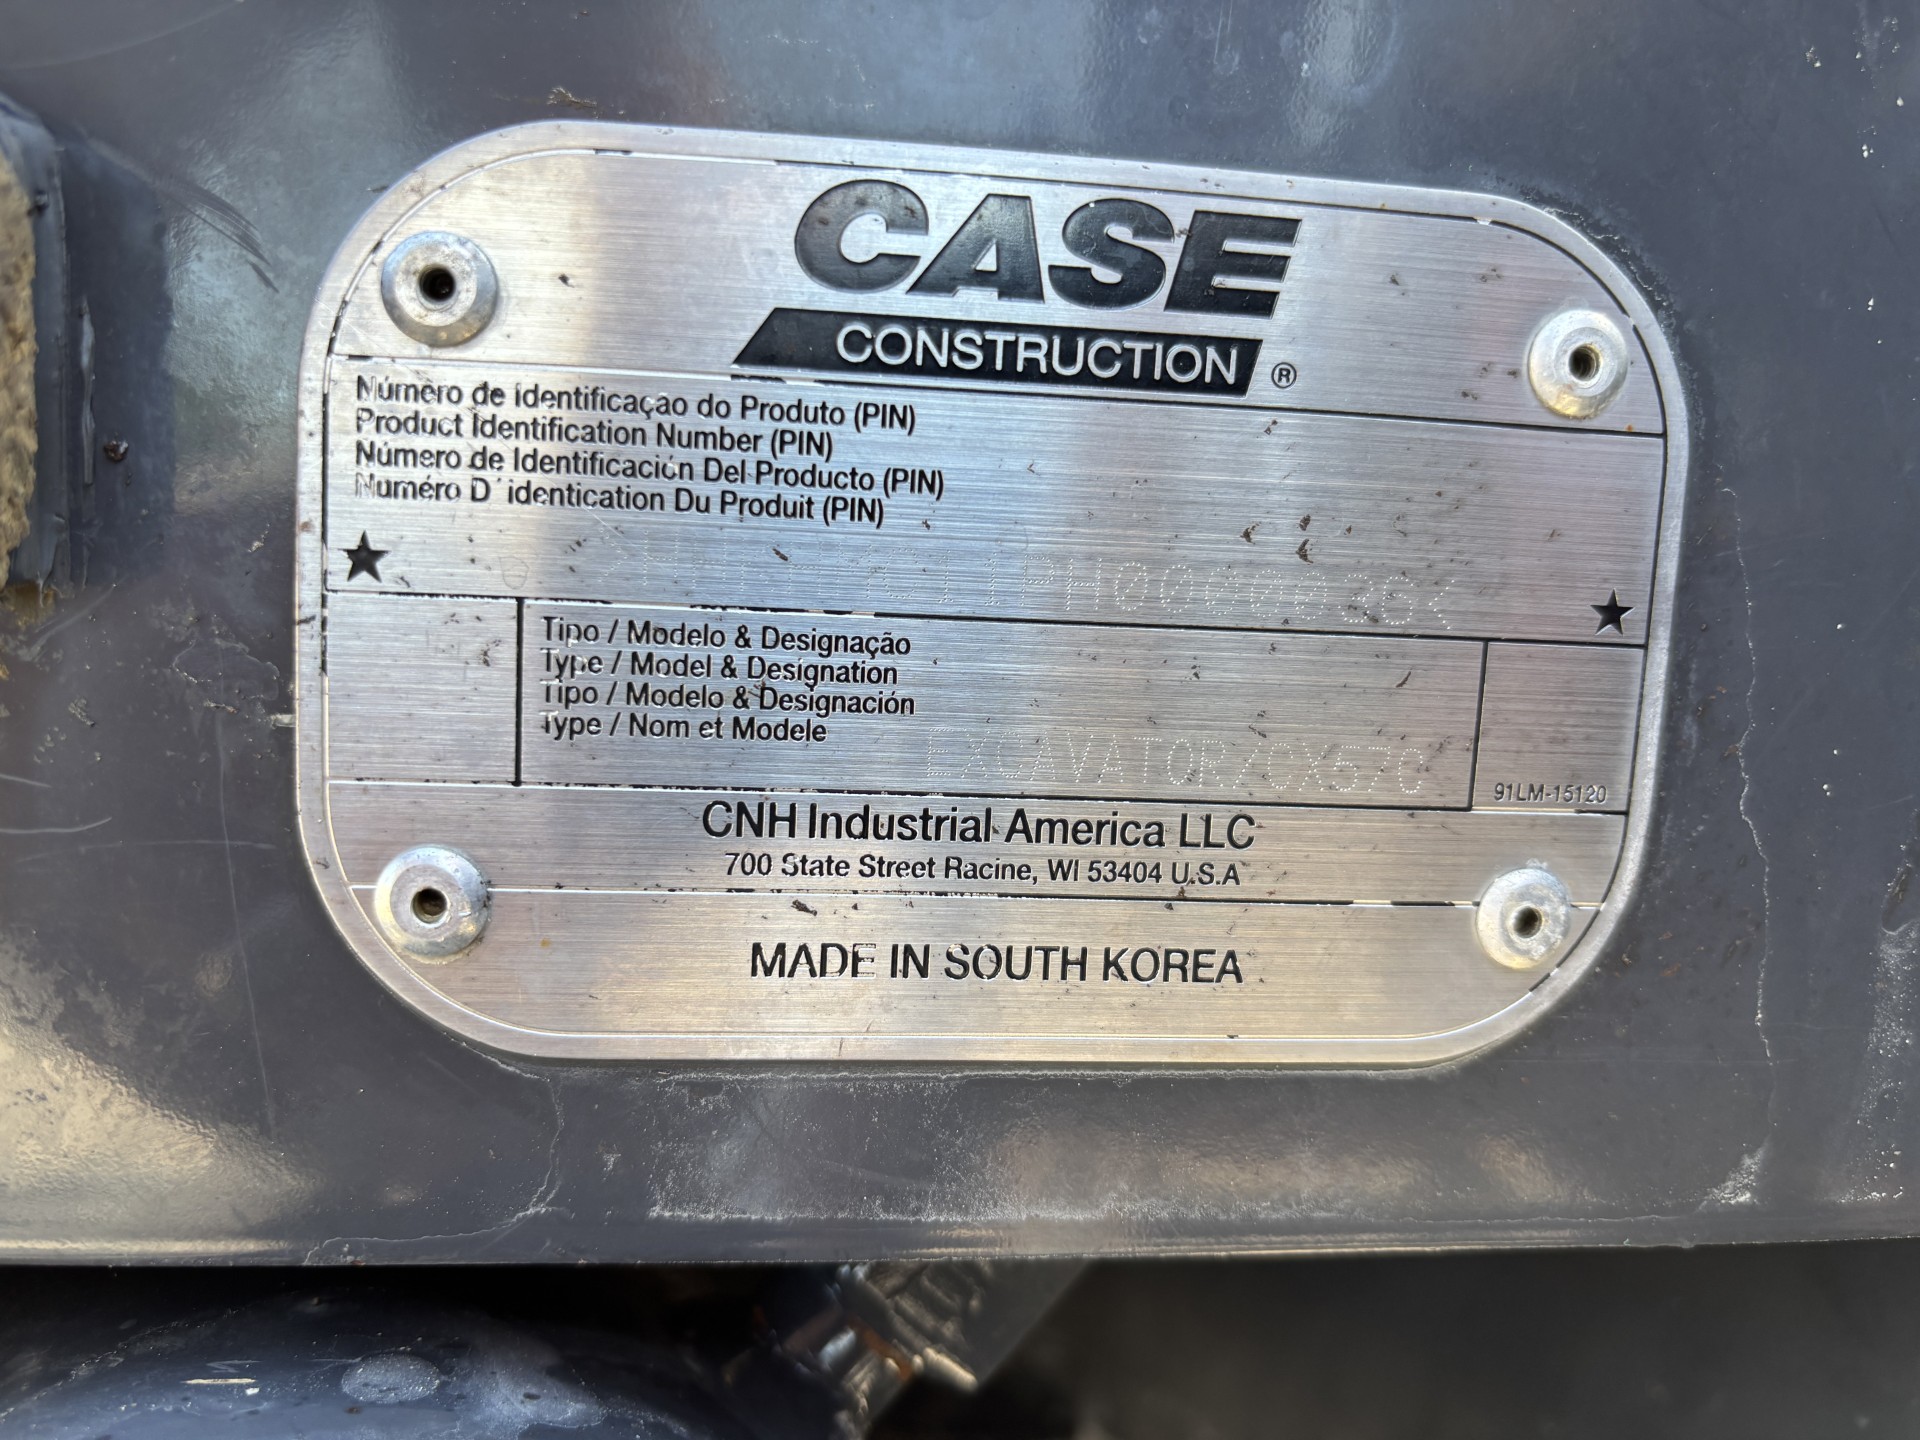 CASE
CONSTRUCTION ®
Número de Identificação do Produto (PIN)
Product Identification Number (PIN)
Número de Identificación Del Producto (PIN)
Numéro D'identication Du Produit (PIN)
Tipo / Modelo & Designação
Type / Model & Designation
Tipo / Modelo & Designación
Type / Nom et Modele
EXCAVATOR/CX57C
91LM-15120
CNH Industrial America LLC
700 State Street Racine, WI 53404 U.S.A
MADE IN SOUTH KOREA